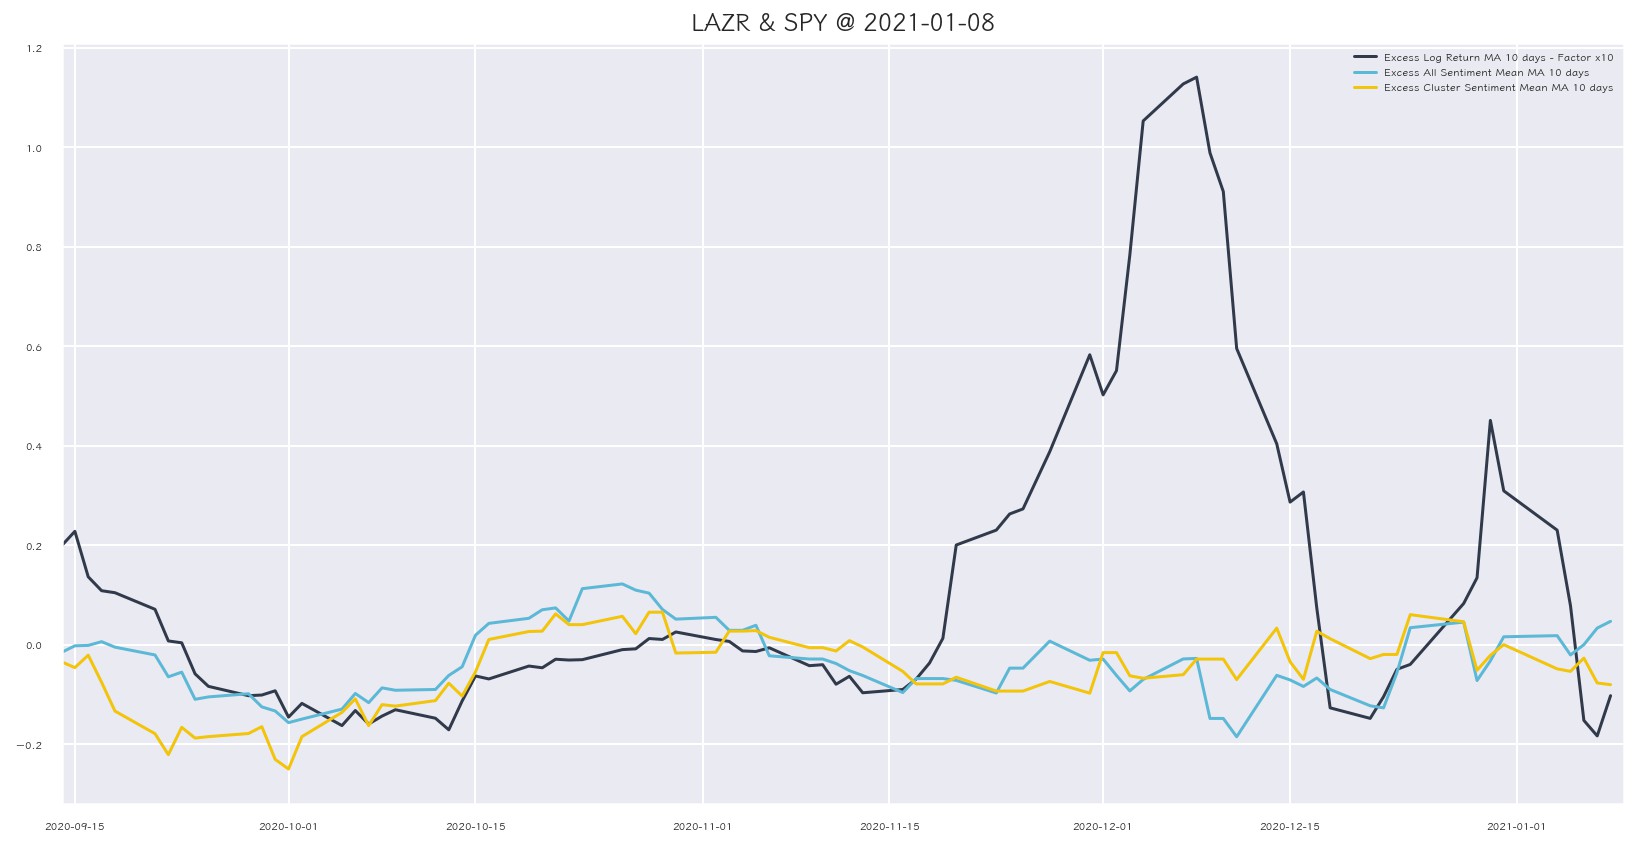 LAZR & SPY @ 2021-01-08
Excess Log Return MA 10 days - Factor x10
Excess All Sentiment Mean MA 10 days
Excess Cluster Sentiment Mean MA 10 days
1.2
1.0
0.8
0.6
0.4
0.2
0.0
−0.2
2020-09-15 2020-10-01 2020-10-15 2020-11-01 2020-11-15 2020-12-01 2020-12-15 2021-01-01